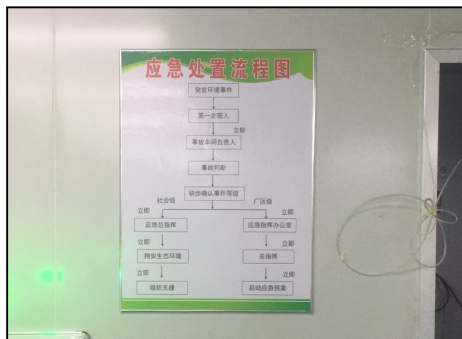 应急处置流程图
突发环境事件
第一发现人
立即
事故车间负责人
事故判断
初步确认事件等级
社会级
厂区级
立即
立即
应急总指挥
应急指挥办公室
立即
立即
翔安生态环境
总指挥
立即
立即
组织支援
启动应急预案